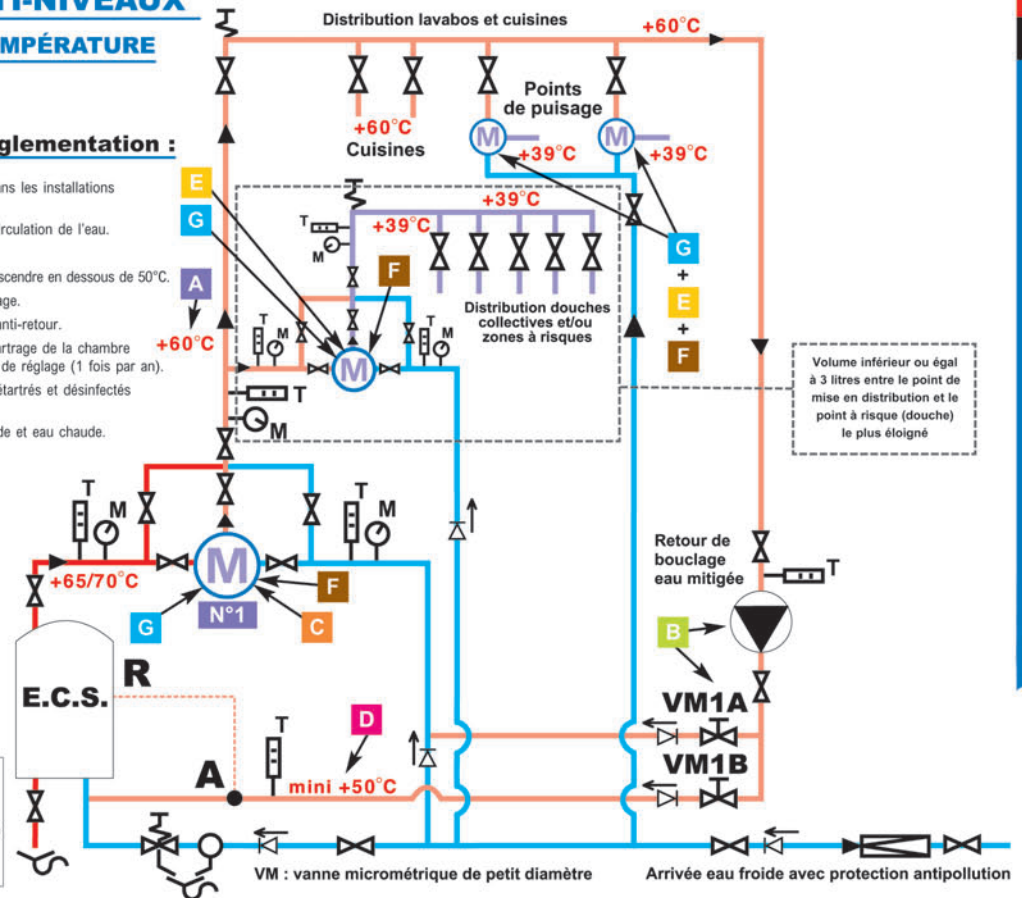 TI-NIVEAUX
MPÉRATURE
glementation :
ns les installations
rculation de l'eau.
scendre en dessous de 50°C.
age.
anti-retour.
artrage de la chambre
de réglage (1 fois par an).
étartrés et désinfectés
de et eau chaude.
Distribution lavabos et cuisines
+60°C
+60°C
Cuisines
Points
de puisage
M
M
+39°C
+39°C
E
G
A
+60°C
T
M
+39°C
+39°C
F
Distribution douches
collectives et/ou
zones à risques
G
+
E
+
F
T
M
M
T
M
T
M
Volume inférieur ou égal
à 3 litres entre le point de
mise en distribution et le
point à risque (douche)
le plus éloigné
T
M
+65/70°C
M
N°1
T
M
F
G
C
Retour de
bouclage
eau mitigée
T
B
E.C.S.
R
A
T
D
mini +50°C
VM1A
VM1B
VM : vanne micrométrique de petit diamètre
Arrivée eau froide avec protection antipollution